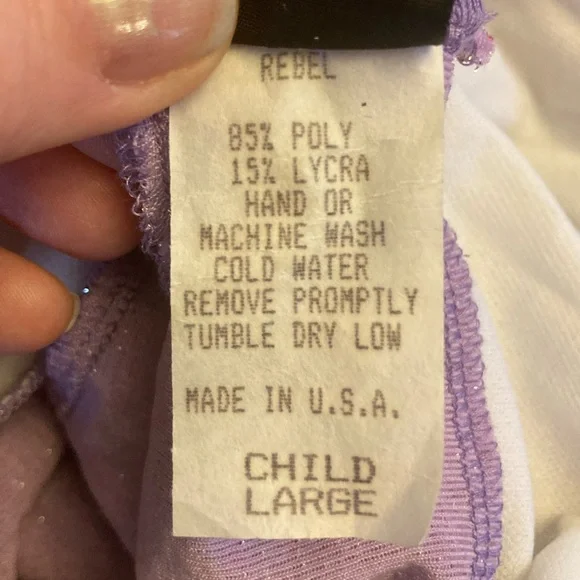 REBEL
85% POLY
15% LYCRA
HAND OR
MACHINE WASH
COLD WATER
REMOVE PROMPTLY
TUMBLE DRY LOW
MADE IN U.S.A.
CHILD
LARGE